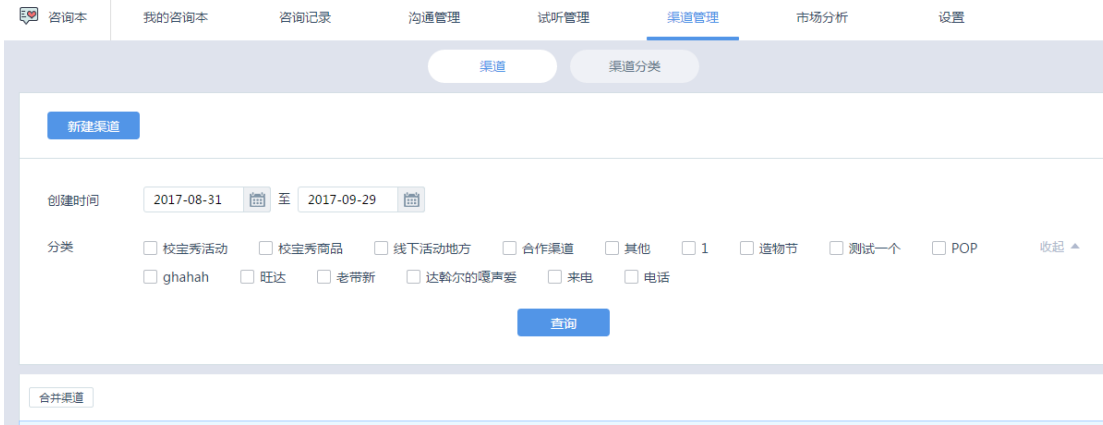 咨询本 我的咨询本 咨询记录 沟通管理 试听管理 渠道管理 市场分析 设置
渠道 渠道分类
新建渠道
创建时间 2017-08-31 至 2017-09-29
分类 校宝秀活动 校宝秀商品 线下活动地方 合作渠道 其他 1 造物节 测试一个 POP 收起
ghahah 旺达 老带新 达斡尔的嘎声爱 来电 电话
查询
合并渠道